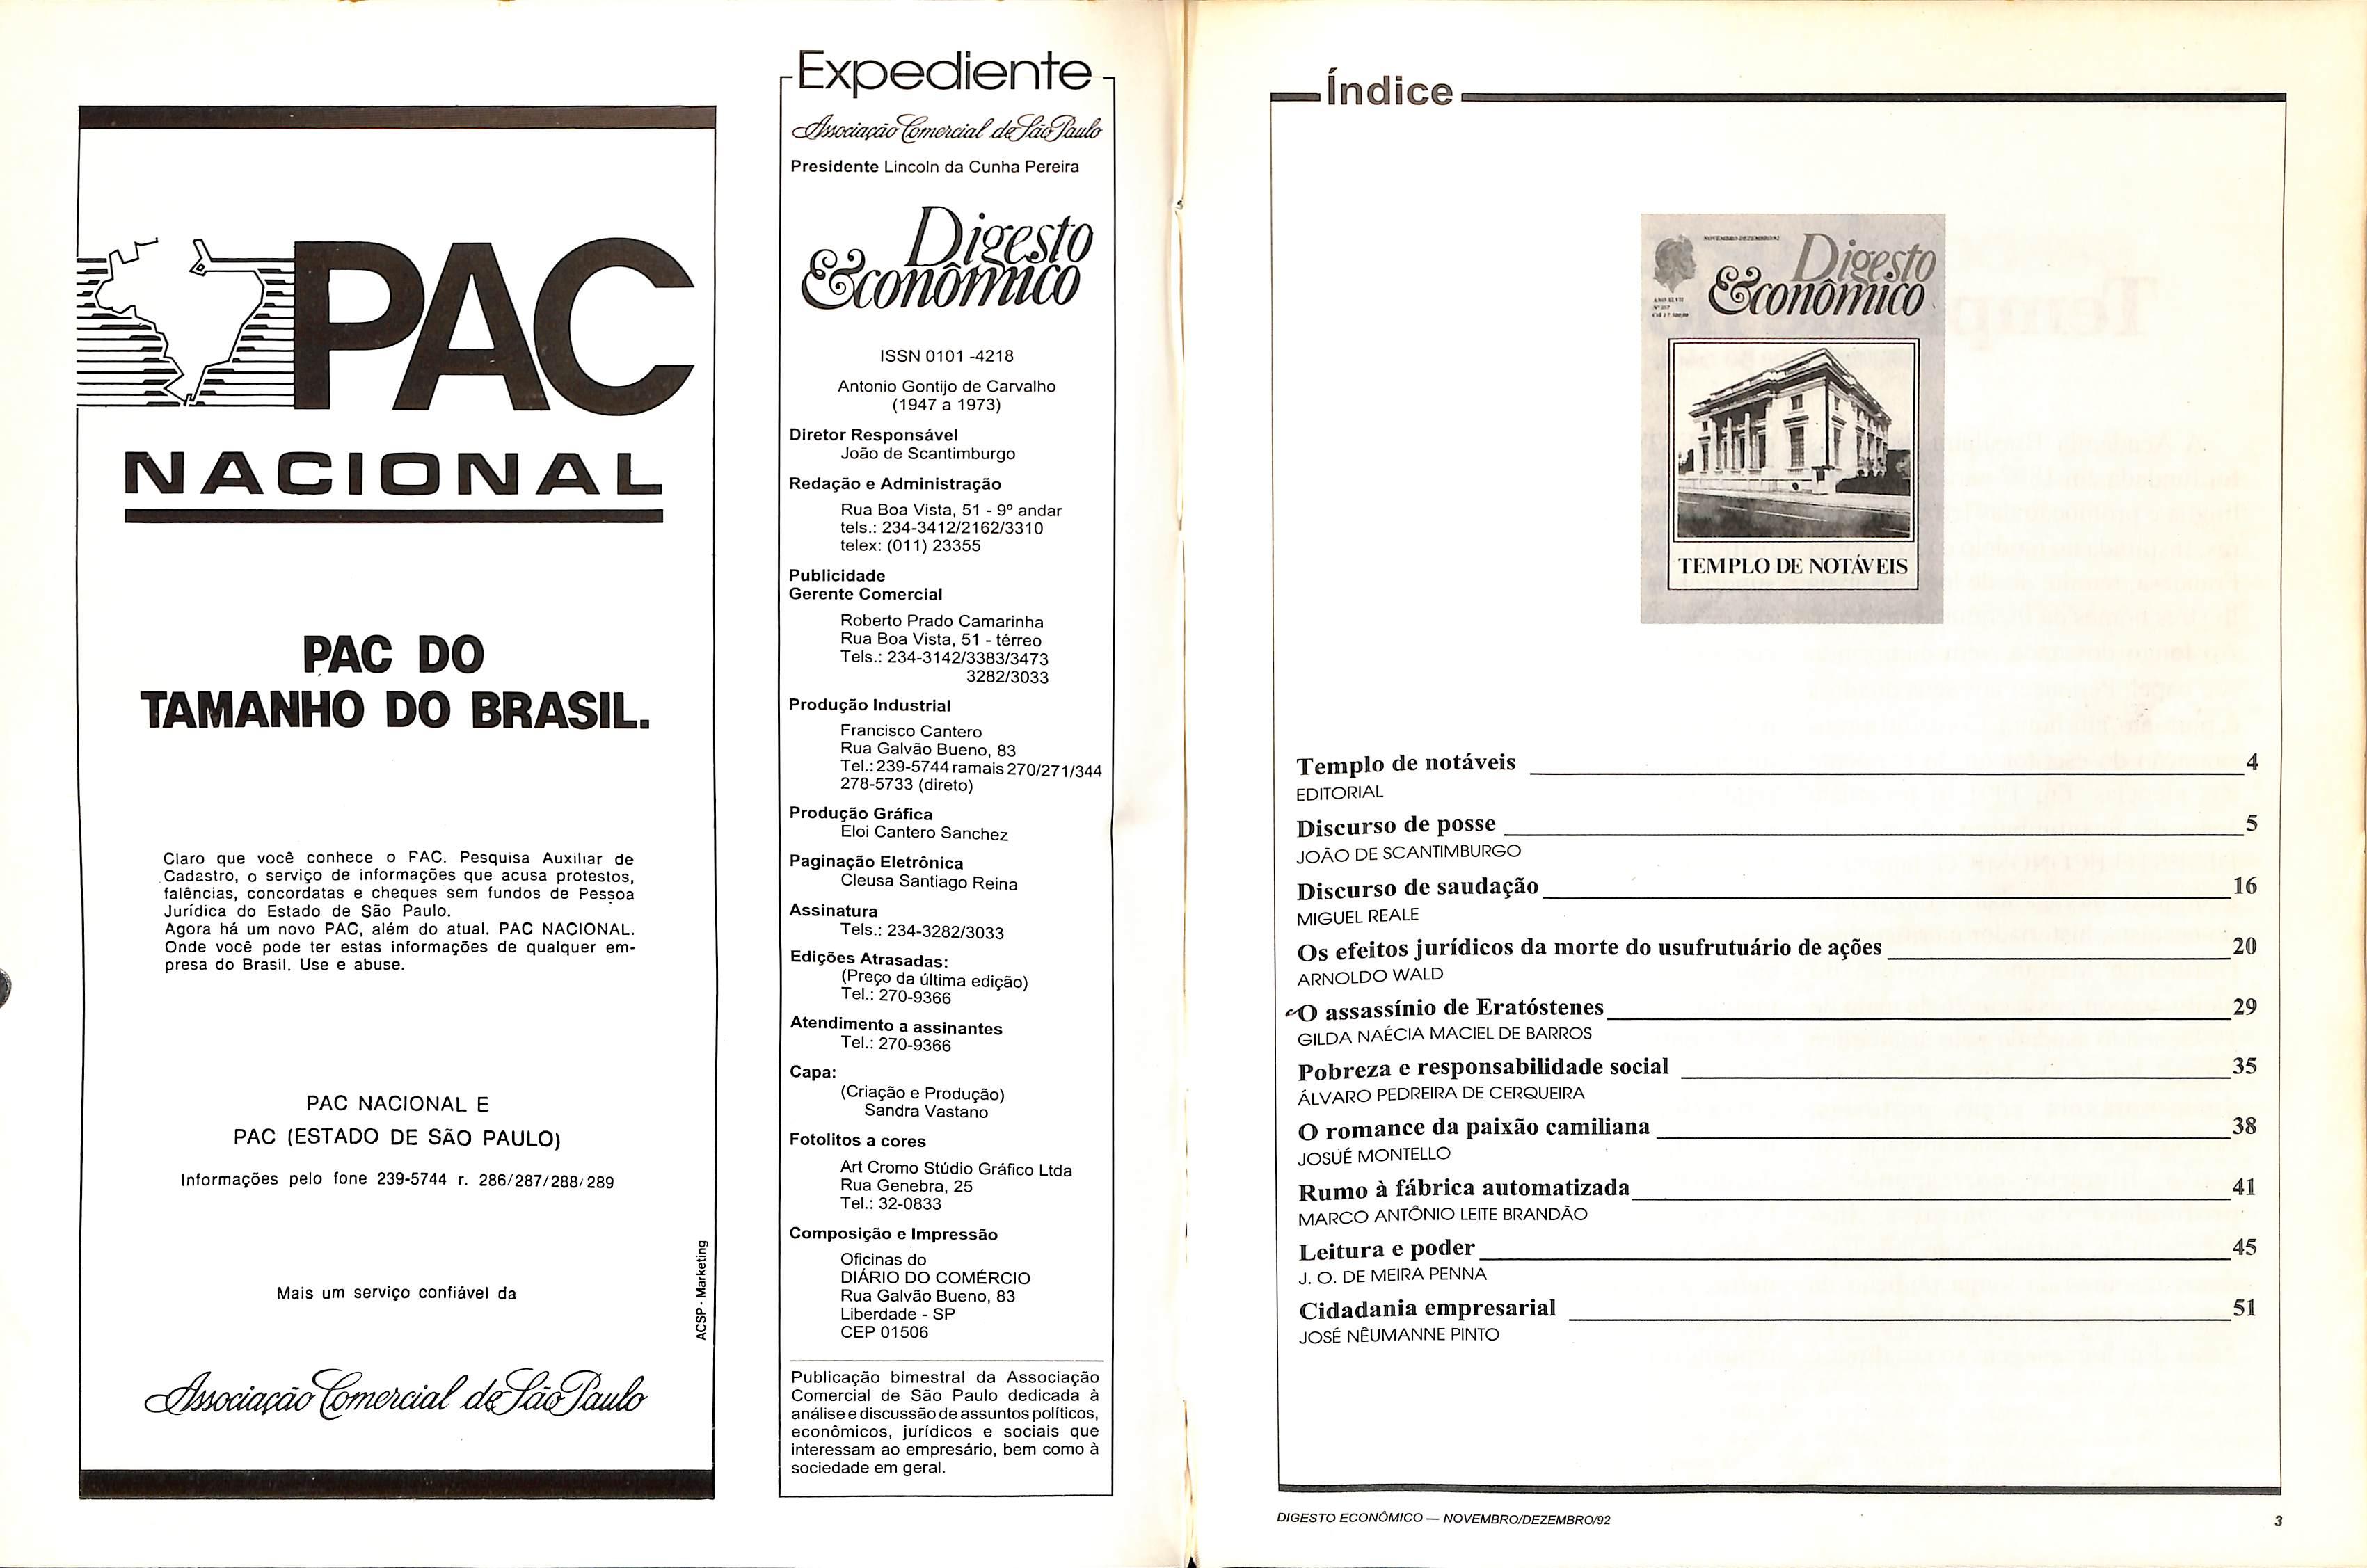 PAC
NACIONAL
PAC DO
TAMANHO DO BRASIL.
Claro que você conhece o FAC. Pesquisa Auxiliar de
Cadastro, o serviço de informações que acusa protestos,
falências, concordatas e cheques sem fundos de Pessoa
Jurídica do Estado de São Paulo.
Agora há um novo PAC, além do atual. PAC NACIONAL.
Onde você pode ter estas informações de qualquer em-
presa do Brasil. Use e abuse.
PAC NACIONAL E
PAC (ESTADO DE SÃO PAULO)
Informações pelo fone 239-5744 r. 286/287/288/289
Mais um serviço confiável da
Associação Comercial de São Paulo
ACSP - Marketing
Expediente
Associação Comercial de São Paulo
Presidente Lincoln da Cunha Pereira
Digesto
Econômico
ISSN 0101 -4218
Antonio Gontijo de Carvalho
(1947 a 1973)
Diretor Responsável
João de Scantimburgo
Redação e Administração
Rua Boa Vista, 51 - 9º andar
tels.: 234-3412/2162/3310
telex: (011) 23355
Publicidade
Gerente Comercial
Roberto Prado Camarinha
Rua Boa Vista, 51 - térreo
Tels.: 234-3142/3383/3473
3282/3033
Produção Industrial
Francisco Cantero
Rua Galvão Bueno, 83
Tel.: 239-5744 ramais 270/271/344
278-5733 (direto)
Produção Gráfica
Eloi Cantero Sanchez
Paginação Eletrônica
Cleusa Santiago Reina
Assinatura
Tels.: 234-3282/3033
Edições Atrasadas:
(Preço da última edição)
Tel.: 270-9366
Atendimento a assinantes
Tel.: 270-9366
Capa:
(Criação e Produção)
Sandra Vastano
Fotolitos a cores
Art Cromo Stúdio Gráfico Ltda
Rua Genebra, 25
Tel.: 32-0833
Composição e Impressão
Oficinas do
DIÁRIO DO COMÉRCIO
Rua Galvão Bueno, 83
Liberdade - SP
CEP 01506
Publicação bimestral da Associação
Comercial de São Paulo dedicada à
análise e discussão de assuntos políticos,
econômicos, jurídicos e sociais que
interessam ao empresário, bem como à
sociedade em geral.
Índice
NOVEMBRO-DEZEMBRO/92
Digesto
Econômico
ANO XLVII
TEMPLO DE NOTÁVEIS
Templo de notáveis 4
EDITORIAL
Discurso de posse 5
JOÃO DE SCANTIMBURGO
Discurso de saudação 16
MIGUEL REALE
Os efeitos jurídicos da morte do usufrutuário de ações 20
ARNOLDO WALD
O assassínio de Eratóstenes 29
GILDA NAÉCIA MACIEL DE BARROS
Pobreza e responsabilidade social 35
ÁLVARO PEDREIRA DE CERQUEIRA
O romance da paixão camiliana 38
JOSUÉ MONTELLO
Rumo à fábrica automatizada 41
MARCO ANTÔNIO LEITE BRANDÃO
Leitura e poder 45
J. O. DE MEIRA PENNA
Cidadania empresarial 51
JOSÉ NÊUMANNE PINTO
DIGESTO ECONÔMICO — NOVEMBRO/DEZEMBRO/92
3